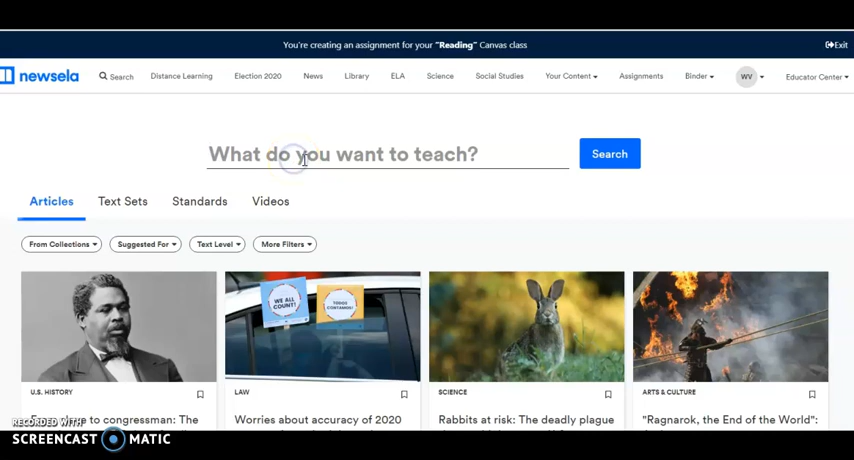 You're creating an assignment for your "Reading" Canvas class
Exit
newsela
Search
Distance Learning
Election 2020
News
Library
ELA
Science
Social Studies
Your Content
Assignments
Binder
WV
Educator Center
What do you want to teach?
Search
Articles
Text Sets
Standards
Videos
From Collections
Suggested For
Text Level
More Filters
WE ALL COUNT!
TODOS CONTAMOS!
U.S. HISTORY
LAW
SCIENCE
ARTS & CULTURE
to congressman: The
Worries about accuracy of 2020
Rabbits at risk: The deadly plague
"Ragnarok, the End of the World":
RECORDED WITH
SCREENCAST MATIC